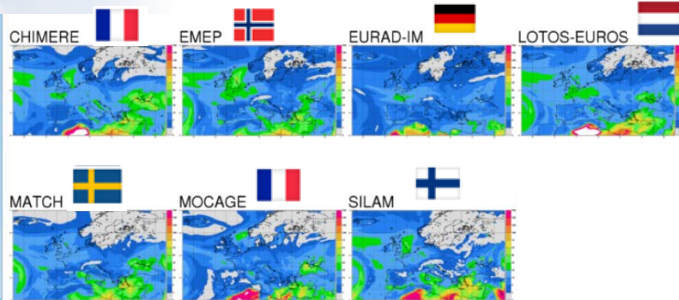 CHIMERE
EMEP
EURAD-IM
LOTOS-EUROS
MATCH
MOCAGE
SILAM